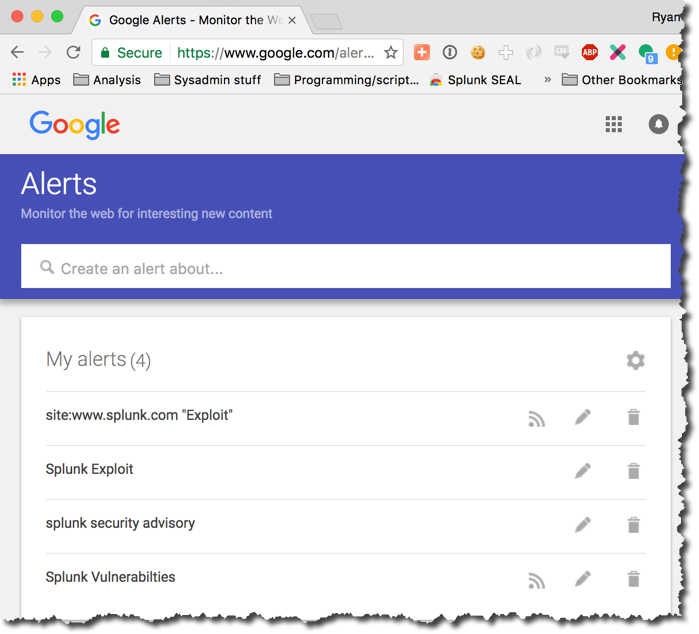 Google Alerts - Monitor the We
Ryan
Secure https://www.google.com/aler...
ABP
9
Apps Analysis Sysadmin stuff Programming/script... Splunk SEAL » Other Bookmarks
Google
Alerts
Monitor the web for interesting new content
Create an alert about...
My alerts (4)
site:www.splunk.com "Exploit"
Splunk Exploit
splunk security advisory
Splunk Vulnerabilties